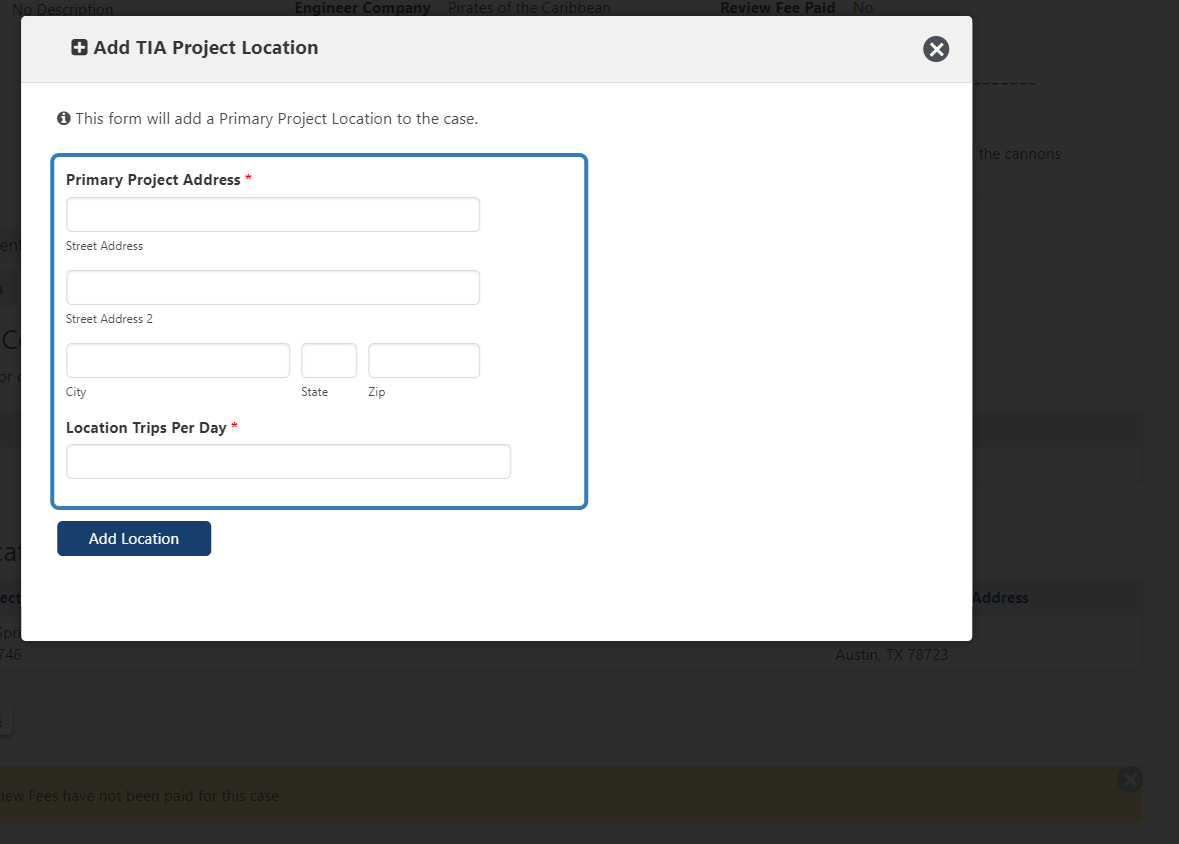 No Description Engineer Company Pirates of the Caribbean Review Fee Paid No
Add TIA Project Location
This form will add a Primary Project Location to the case.
the cannons
Primary Project Address *
Street Address
Street Address 2
City State Zip
Location Trips Per Day *
Add Location
Address
746
Austin, TX 78723
Fees have not been paid for this case